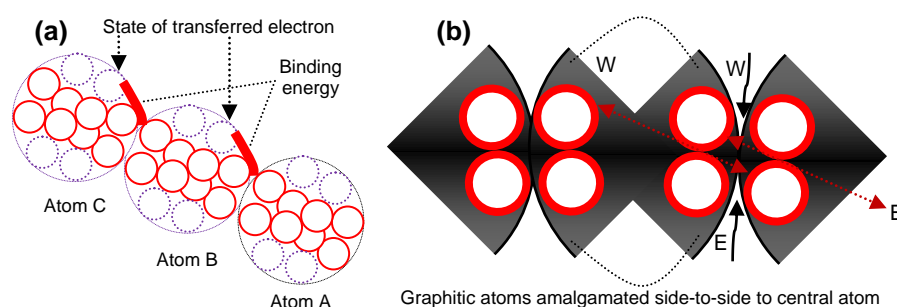 (a)
State of transferred electron
Binding
energy
Atom C
Atom B
Atom A
(b)
W
W
E
E
Graphitic atoms amalgamated side-to-side to central atom